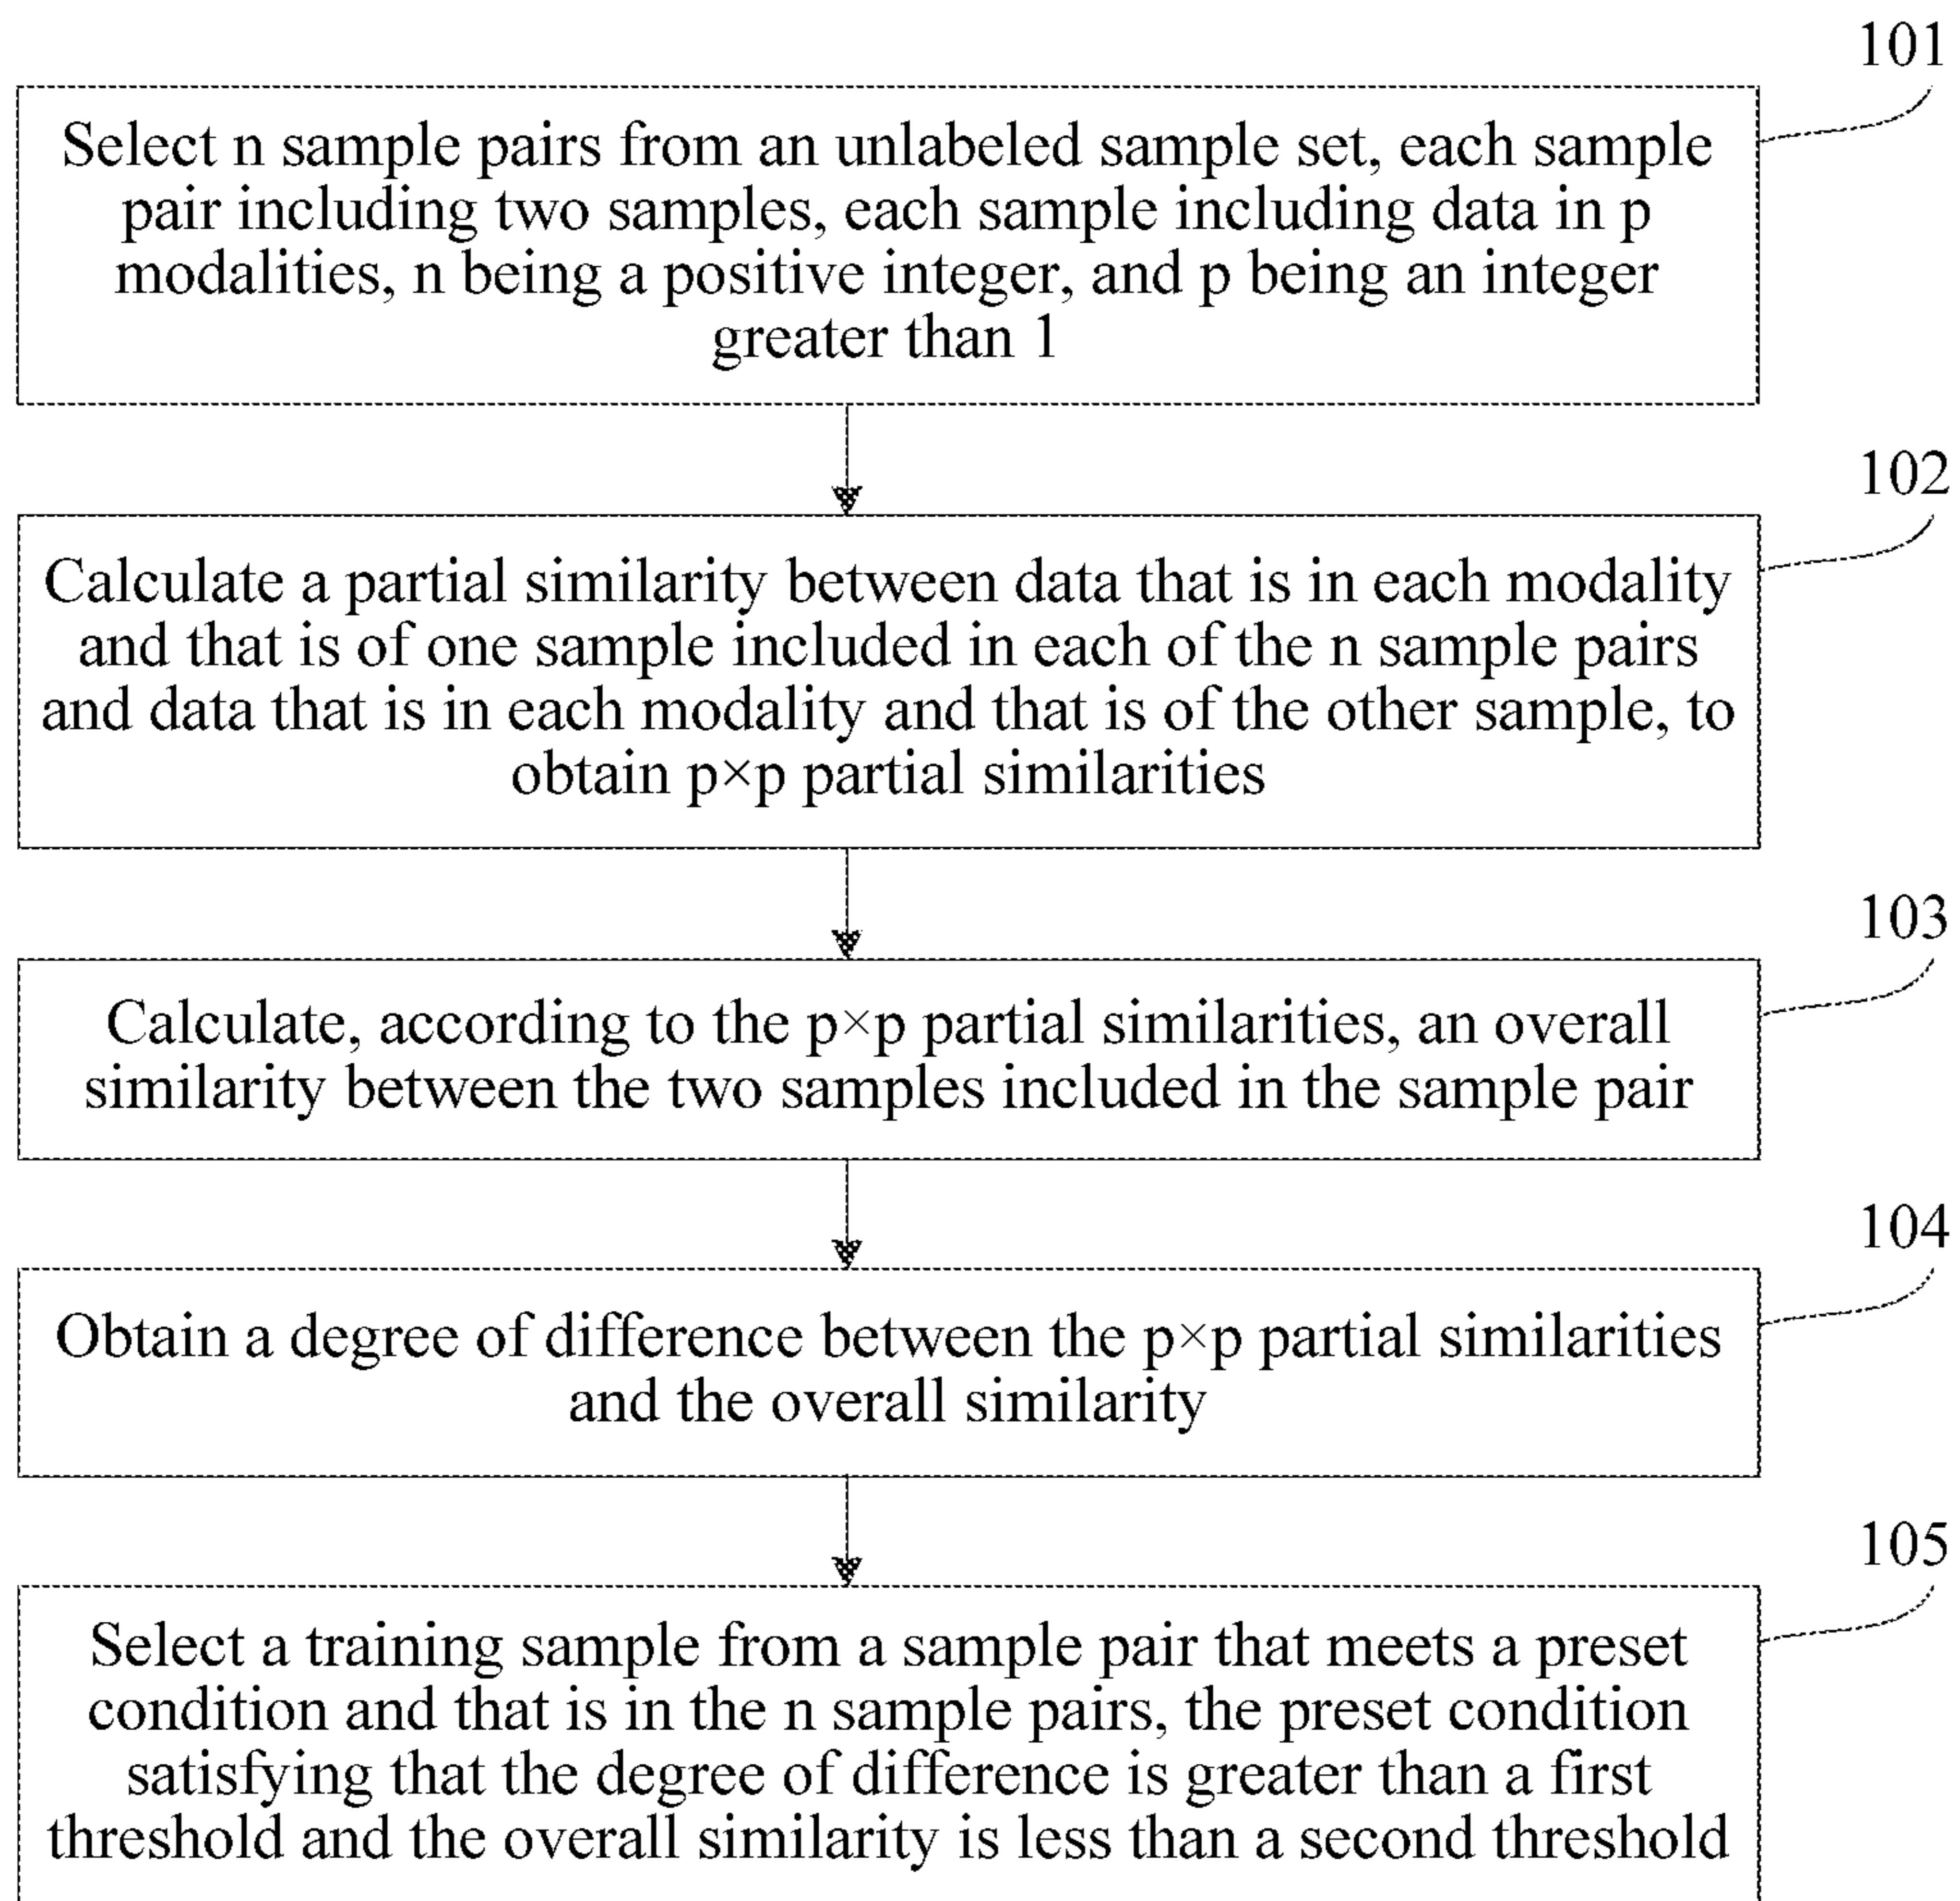 101
Select n sample pairs from an unlabeled sample set, each sample
pair including two samples, each sample including data in p
modalities, n being a positive integer, and p being an integer
greater than 1
102
Calculate a partial similarity between data that is in each modality
and that is of one sample included in each of the n sample pairs
and data that is in each modality and that is of the other sample, to
obtain p×p partial similarities
103
Calculate, according to the p×p partial similarities, an overall
similarity between the two samples included in the sample pair
104
Obtain a degree of difference between the p×p partial similarities
and the overall similarity
105
Select a training sample from a sample pair that meets a preset
condition and that is in the n sample pairs, the preset condition
satisfying that the degree of difference is greater than a first
threshold and the overall similarity is less than a second threshold